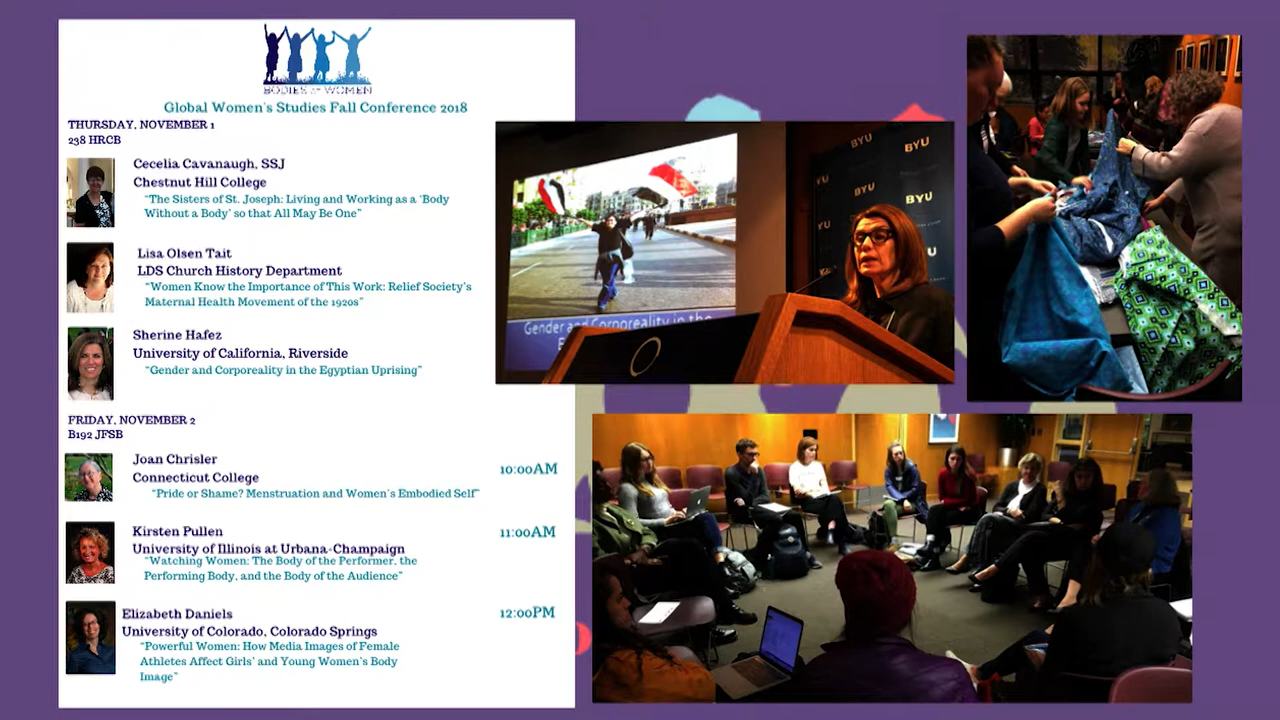 BODIES OF WOMEN
Global Women's Studies Fall Conference 2018
THURSDAY, NOVEMBER 1
238 HRCB
Cecelia Cavanaugh, SSJ
Chestnut Hill College
“The Sisters of St. Joseph: Living and Working as a ‘Body
Without a Body’ so that All May Be One”
Lisa Olsen Tait
LDS Church History Department
“Women Know the Importance of This Work: Relief Society’s
Maternal Health Movement of the 1920s”
Sherine Hafez
University of California, Riverside
“Gender and Corporeality in the Egyptian Uprising”
FRIDAY, NOVEMBER 2
B192 JFSB
Joan Chrisler
Connecticut College
“Pride or Shame? Menstruation and Women’s Embodied Self”
10:00AM
Kirsten Pullen
University of Illinois at Urbana-Champaign
“Watching Women: The Body of the Performer, the
Performing Body, and the Body of the Audience”
11:00AM
Elizabeth Daniels
University of Colorado, Colorado Springs
“Powerful Women: How Media Images of Female
Athletes Affect Girls’ and Young Women’s Body
Image”
12:00PM
Gender and Corporeality in the
BYU
BYU
BYU
BYU
BYU